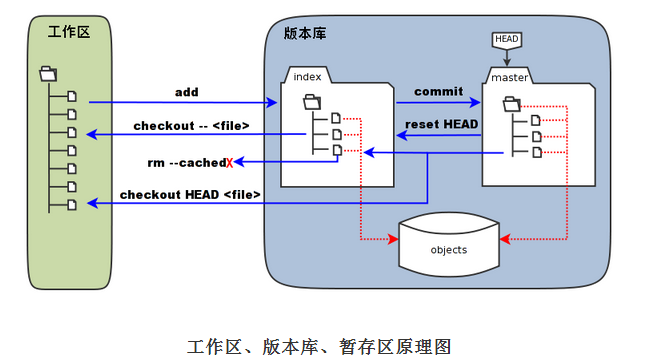 工作区
版本库
HEAD
index
master
add
commit
checkout -- <file>
reset HEAD
rm --cachedX
checkout HEAD <file>
objects
工作区、版本库、暂存区原理图